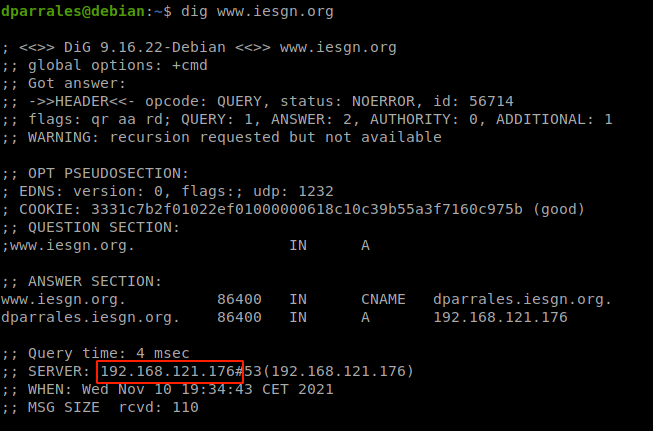 dparrales@debian:~$ dig www.iesgn.org
; <<>> DiG 9.16.22-Debian <<>> www.iesgn.org
;; global options: +cmd
;; Got answer:
;; ->>HEADER<<- opcode: QUERY, status: NOERROR, id: 56714
;; flags: qr aa rd; QUERY: 1, ANSWER: 2, AUTHORITY: 0, ADDITIONAL: 1
;; WARNING: recursion requested but not available
;; OPT PSEUDOSECTION:
; EDNS: version: 0, flags:; udp: 1232
; COOKIE: 3331c7b2f01022ef01000000618c10c39b55a3f7160c975b (good)
;; QUESTION SECTION:
;www.iesgn.org. IN A
;; ANSWER SECTION:
www.iesgn.org. 86400 IN CNAME dparrales.iesgn.org.
dparrales.iesgn.org. 86400 IN A 192.168.121.176
;; Query time: 4 msec
;; SERVER: 192.168.121.176#53(192.168.121.176)
;; WHEN: Wed Nov 10 19:34:43 CET 2021
;; MSG SIZE rcvd: 110